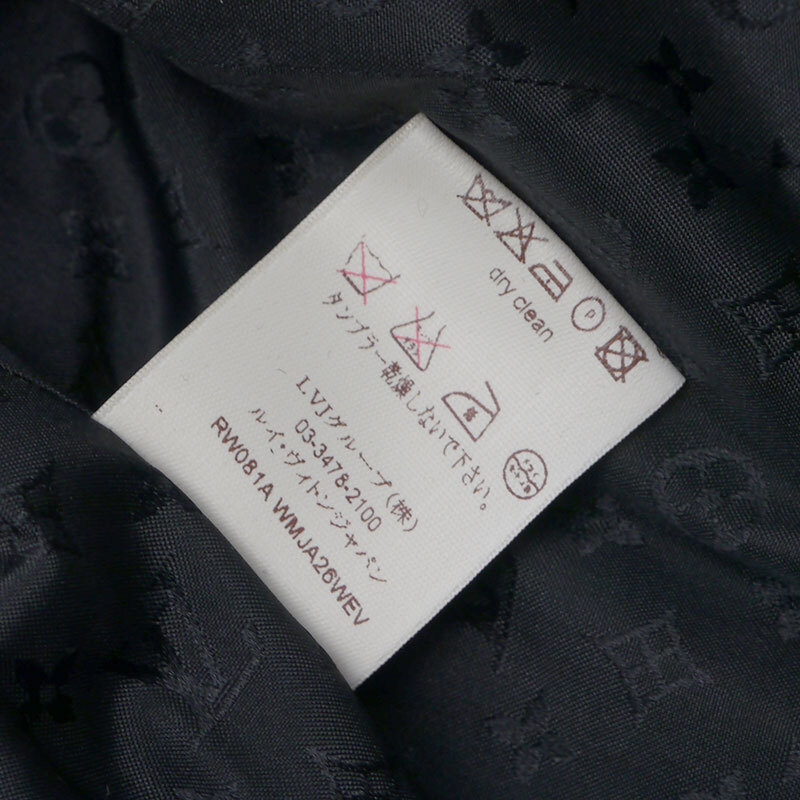 dry clean
タンブラー乾燥しないで下さい。
LVJグループ(株)
03-3478-2100
ルイ・ヴィトンジャパン
RW081A WMJA26WEV